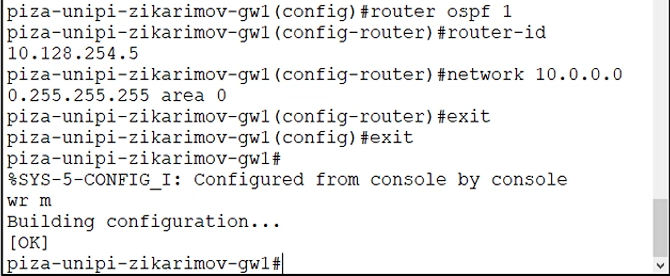 piza-unipi-zikarimov-gw1(config)#router ospf 1
piza-unipi-zikarimov-gw1(config-router)#router-id
10.128.254.5
piza-unipi-zikarimov-gw1(config-router)#network 10.0.0.0
0.255.255.255 area 0
piza-unipi-zikarimov-gw1(config-router)#exit
piza-unipi-zikarimov-gw1(config)#exit
piza-unipi-zikarimov-gw1#
%SYS-5-CONFIG_I: Configured from console by console
wr m
Building configuration...
[OK]
piza-unipi-zikarimov-gw1#